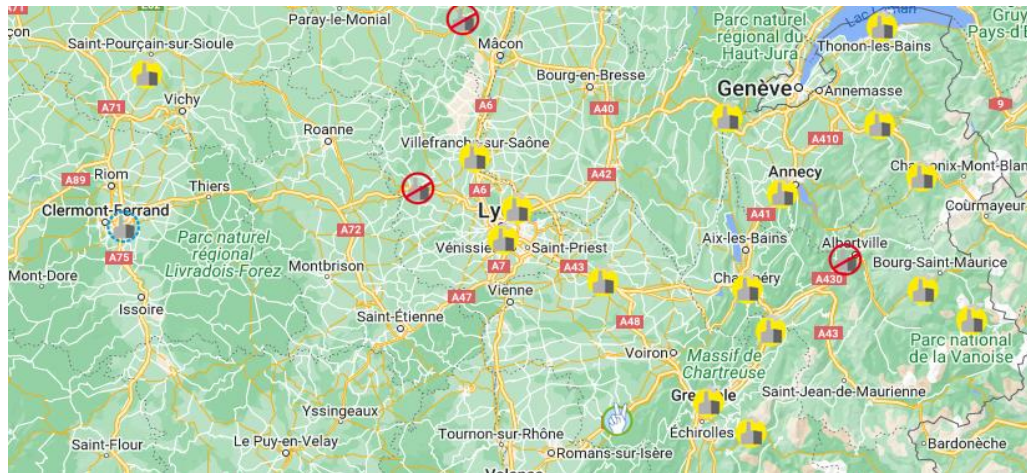 A71
Paray-le-Monial
Parc naturel
régional du
Haut-Jura
Lac Léman
Saint-Pourçain-sur-Sioule
Mâcon
Thonon-les-Bains
Bourg-en-Bresse
Genève
Annemasse
A71
Vichy
A6
A40
9
Roanne
Villefranche-sur-Saône
A410
A89
Riom
Thiers
A6
A42
Annecy
Clermont-Ferrand
A41
Courmayeur
A75
Parc naturel
régional
Livradois-Forez
A72
Vénissie
Saint-Priest
Aix-les-Bains
Albertville
Mont-Dore
Montbrison
A7
A43
A430
Bourg-Saint-Maurice
Issoire
A47
Vienne
Saint-Étienne
A48
A43
Parc national
de la Vanoise
Voiron
Massif de
Chartreuse
Saint-Jean-de-Maurienne
Yssingeaux
Échirolles
Saint-Flour
Le Puy-en-Velay
Tournon-sur-Rhône
Romans-sur-Isère
Bardonèche